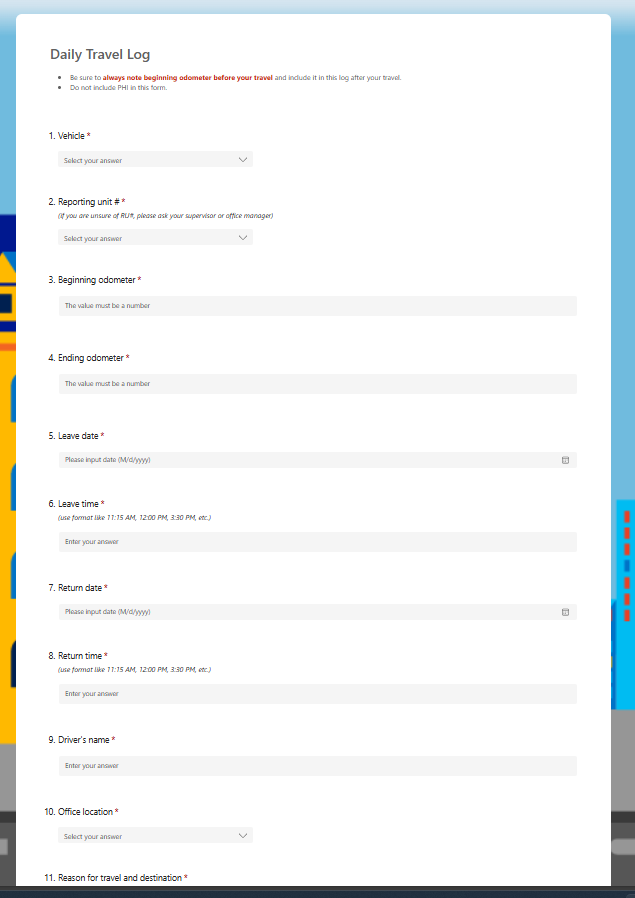 Daily Travel Log
• Be sure to always note beginning odometer before your travel and include it in this log after your travel.
• Do not include PHI in this form.
1. Vehicle *
Select your answer
2. Reporting unit # *
(if you are unsure of RU#, please ask your supervisor or office manager)
Select your answer
3. Beginning odometer *
The value must be a number
4. Ending odometer *
The value must be a number
5. Leave date *
Please input date (M/d/yyyy)
6. Leave time *
(use format like 11:15 AM, 12:00 PM, 3:30 PM, etc.)
Enter your answer
7. Return date *
Please input date (M/d/yyyy)
8. Return time *
(use format like 11:15 AM, 12:00 PM, 3:30 PM, etc.)
Enter your answer
9. Driver's name *
Enter your answer
10. Office location *
Select your answer
11. Reason for travel and destination *